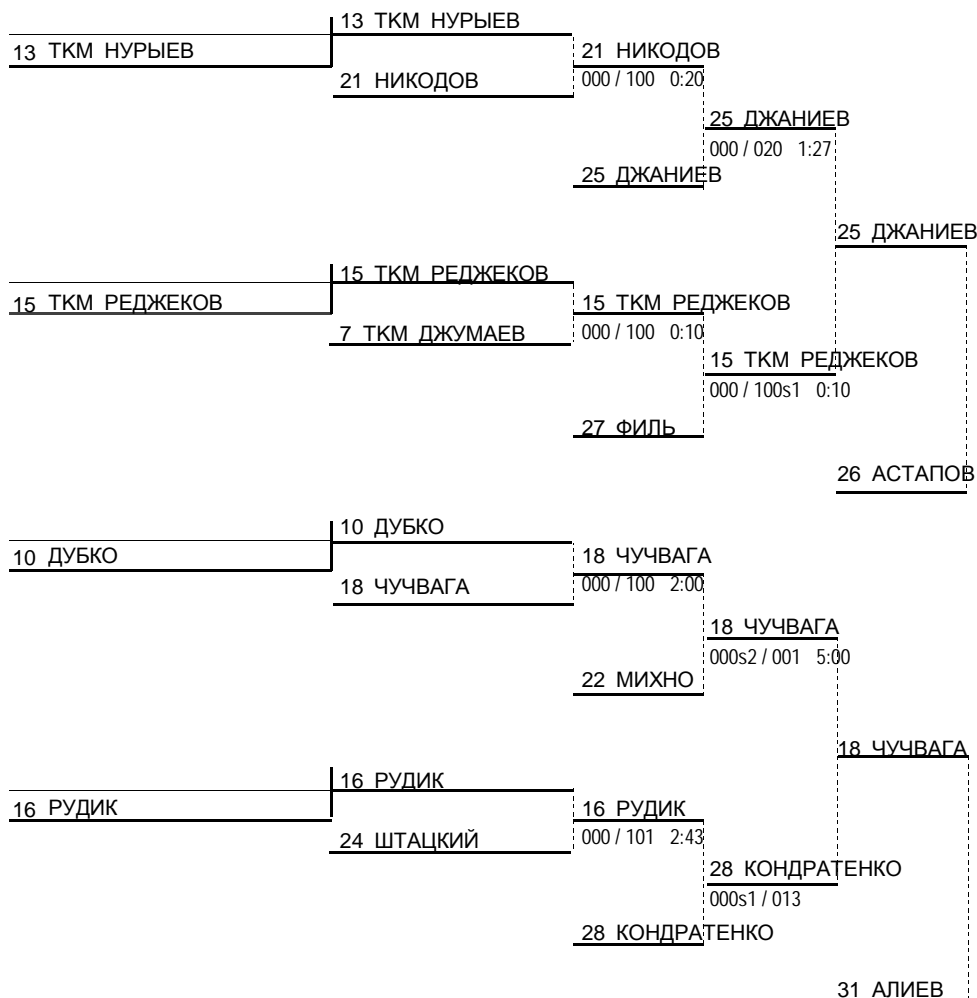 13 ТКМ НУРЫЕВ
13 ТКМ НУРЫЕВ
21 НИКОДОВ
21 НИКОДОВ
000 / 100 0:20
25 ДЖАНИЕВ
000 / 020 1:27
25 ДЖАНИЕВ
25 ДЖАНИЕВ
15 ТКМ РЕДЖЕКОВ
15 ТКМ РЕДЖЕКОВ
15 ТКМ РЕДЖЕКОВ
7 ТКМ ДЖУМАЕВ
000 / 100 0:10
15 ТКМ РЕДЖЕКОВ
000 / 100s1 0:10
27 ФИЛЬ
26 АСТАПОВ
10 ДУБКО
10 ДУБКО
18 ЧУЧВАГА
18 ЧУЧВАГА
000 / 100 2:00
18 ЧУЧВАГА
000s2 / 001 5:00
22 МИХНО
18 ЧУЧВАГА
16 РУДИК
16 РУДИК
16 РУДИК
24 ШТАЦКИЙ
000 / 101 2:43
28 КОНДРАТЕНКО
000s1 / 013
28 КОНДРАТЕНКО
31 АЛИЕВ